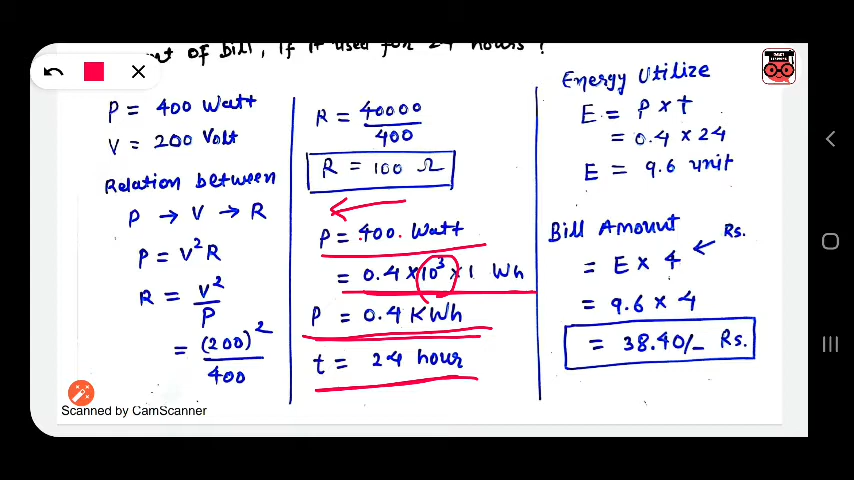 of bill, if it used for 24 hours ?
P = 400 Watt
V = 200 Volt
Relation between
P → V → R
P = V² R
R = V² / P
= (200)² / 400
R = 40000 / 400
R = 100 Ω
P = 400. Watt
= 0.4 × 10³ × 1 Wh
P = 0.4 KWh
t = 24 hour
Energy Utilize
E = P × t
= 0.4 × 24
E = 9.6 unit
Bill Amount
Rs.
= E × 4
= 9.6 × 4
= 38.40/- Rs.
Scanned by CamScanner